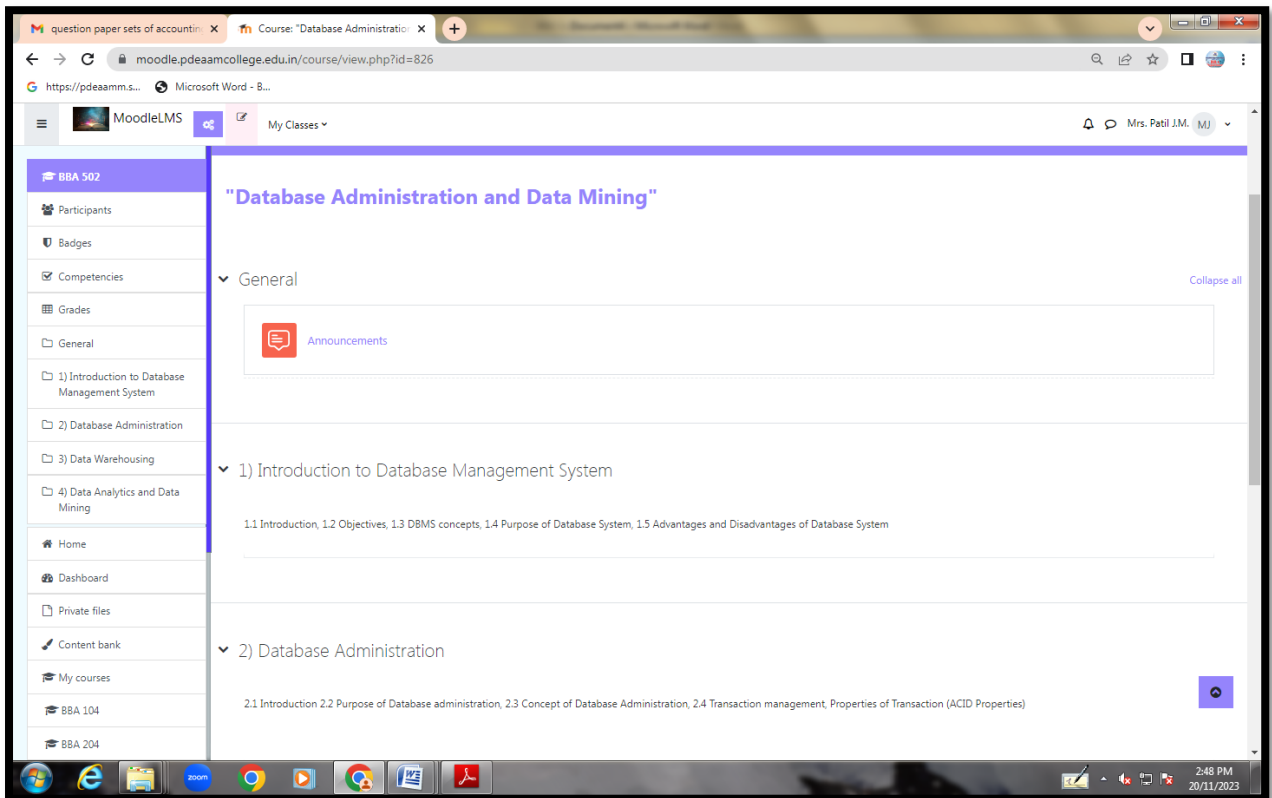 question paper sets of accounting
Course: "Database Administration
moodle.pdeaamcollege.edu.in/course/view.php?id=826
https://pdeaamm.s...
Microsoft Word - B...
MoodleLMS
My Classes
Mrs. Patil J.M.
MJ
BBA 502
Participants
Badges
Competencies
Grades
General
1) Introduction to Database
Management System
2) Database Administration
3) Data Warehousing
4) Data Analytics and Data
Mining
Home
Dashboard
Private files
Content bank
My courses
BBA 104
BBA 204
"Database Administration and Data Mining"
General
Collapse all
Announcements
1) Introduction to Database Management System
1.1 Introduction, 1.2 Objectives, 1.3 DBMS concepts, 1.4 Purpose of Database System, 1.5 Advantages and Disadvantages of Database System
2) Database Administration
2.1 Introduction 2.2 Purpose of Database administration, 2.3 Concept of Database Administration, 2.4 Transaction management, Properties of Transaction (ACID Properties)
zoom
2:48 PM
20/11/2023